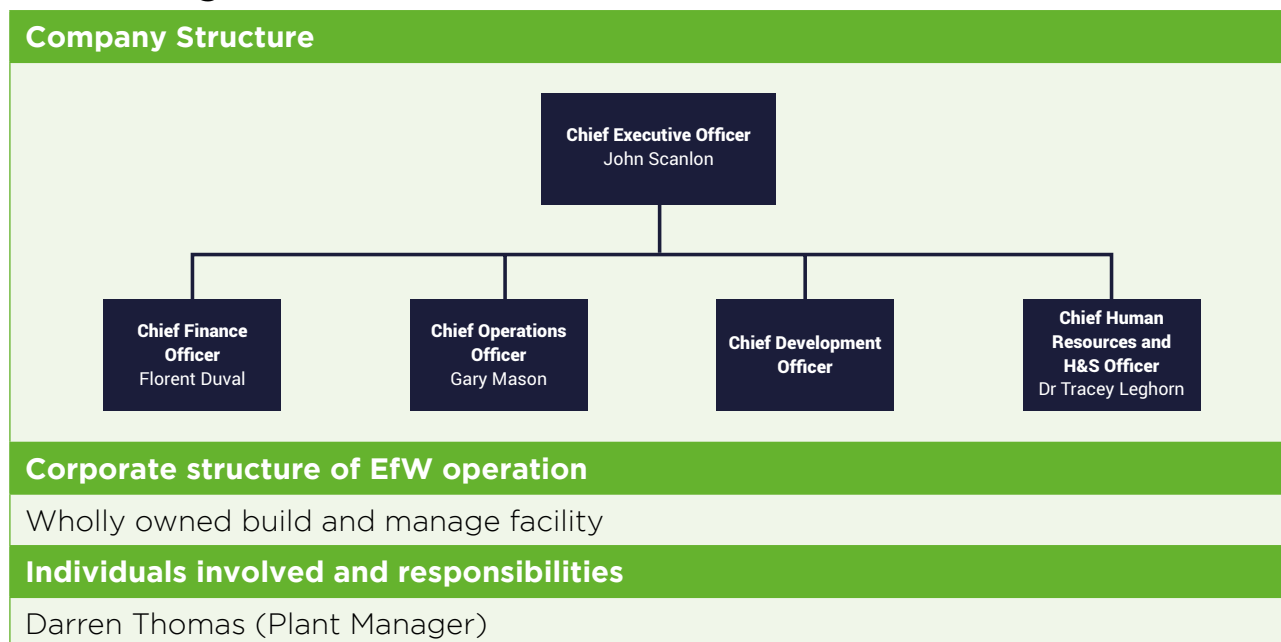 Company Structure
Chief Executive Officer
John Scanlon
Chief Finance
Officer
Florent Duval
Chief Operations
Officer
Gary Mason
Chief Development
Officer
Chief Human
Resources and
H&S Officer
Dr Tracey Leghorn
Corporate structure of EfW operation
Wholly owned build and manage facility
Individuals involved and responsibilities
Darren Thomas (Plant Manager)